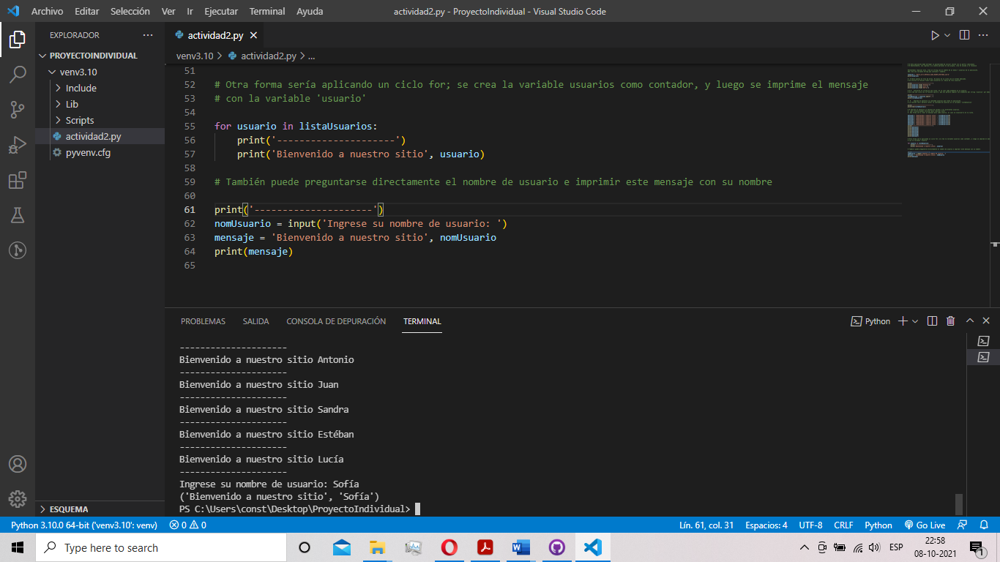 Archivo Editar Selección Ver Ir Ejecutar Terminal Ayuda
actividad2.py - ProyectoIndividual - Visual Studio Code
EXPLORADOR
PROYECTOINDIVIDUAL
venv3.10
Include
Lib
Scripts
actividad2.py
pyvenv.cfg
ESQUEMA
actividad2.py
venv3.10 > actividad2.py > ...
51
52 # Otra forma sería aplicando un ciclo for; se crea la variable usuarios como contador, y luego se imprime el mensaje
53 # con la variable 'usuario'
54
55 for usuario in listaUsuarios:
56 print('---------------------')
57 print('Bienvenido a nuestro sitio', usuario)
58
59 # También puede preguntarse directamente el nombre de usuario e imprimir este mensaje con su nombre
60
61 print('---------------------')
62 nomUsuario = input('Ingrese su nombre de usuario: ')
63 mensaje = 'Bienvenido a nuestro sitio', nomUsuario
64 print(mensaje)
65
PROBLEMAS SALIDA CONSOLA DE DEPURACIÓN TERMINAL
Python
---------------------
Bienvenido a nuestro sitio Antonio
---------------------
Bienvenido a nuestro sitio Juan
---------------------
Bienvenido a nuestro sitio Sandra
---------------------
Bienvenido a nuestro sitio Estéban
---------------------
Bienvenido a nuestro sitio Lucía
---------------------
Ingrese su nombre de usuario: Sofía
('Bienvenido a nuestro sitio', 'Sofía')
PS C:\Users\const\Desktop\ProyectoIndividual>
Python 3.10.0 64-bit ('venv3.10': venv) 0 0
Lín. 61, col. 31 Espacios: 4 UTF-8 CRLF Python Go Live
Type here to search
ESP
22:58
08-10-2021
1